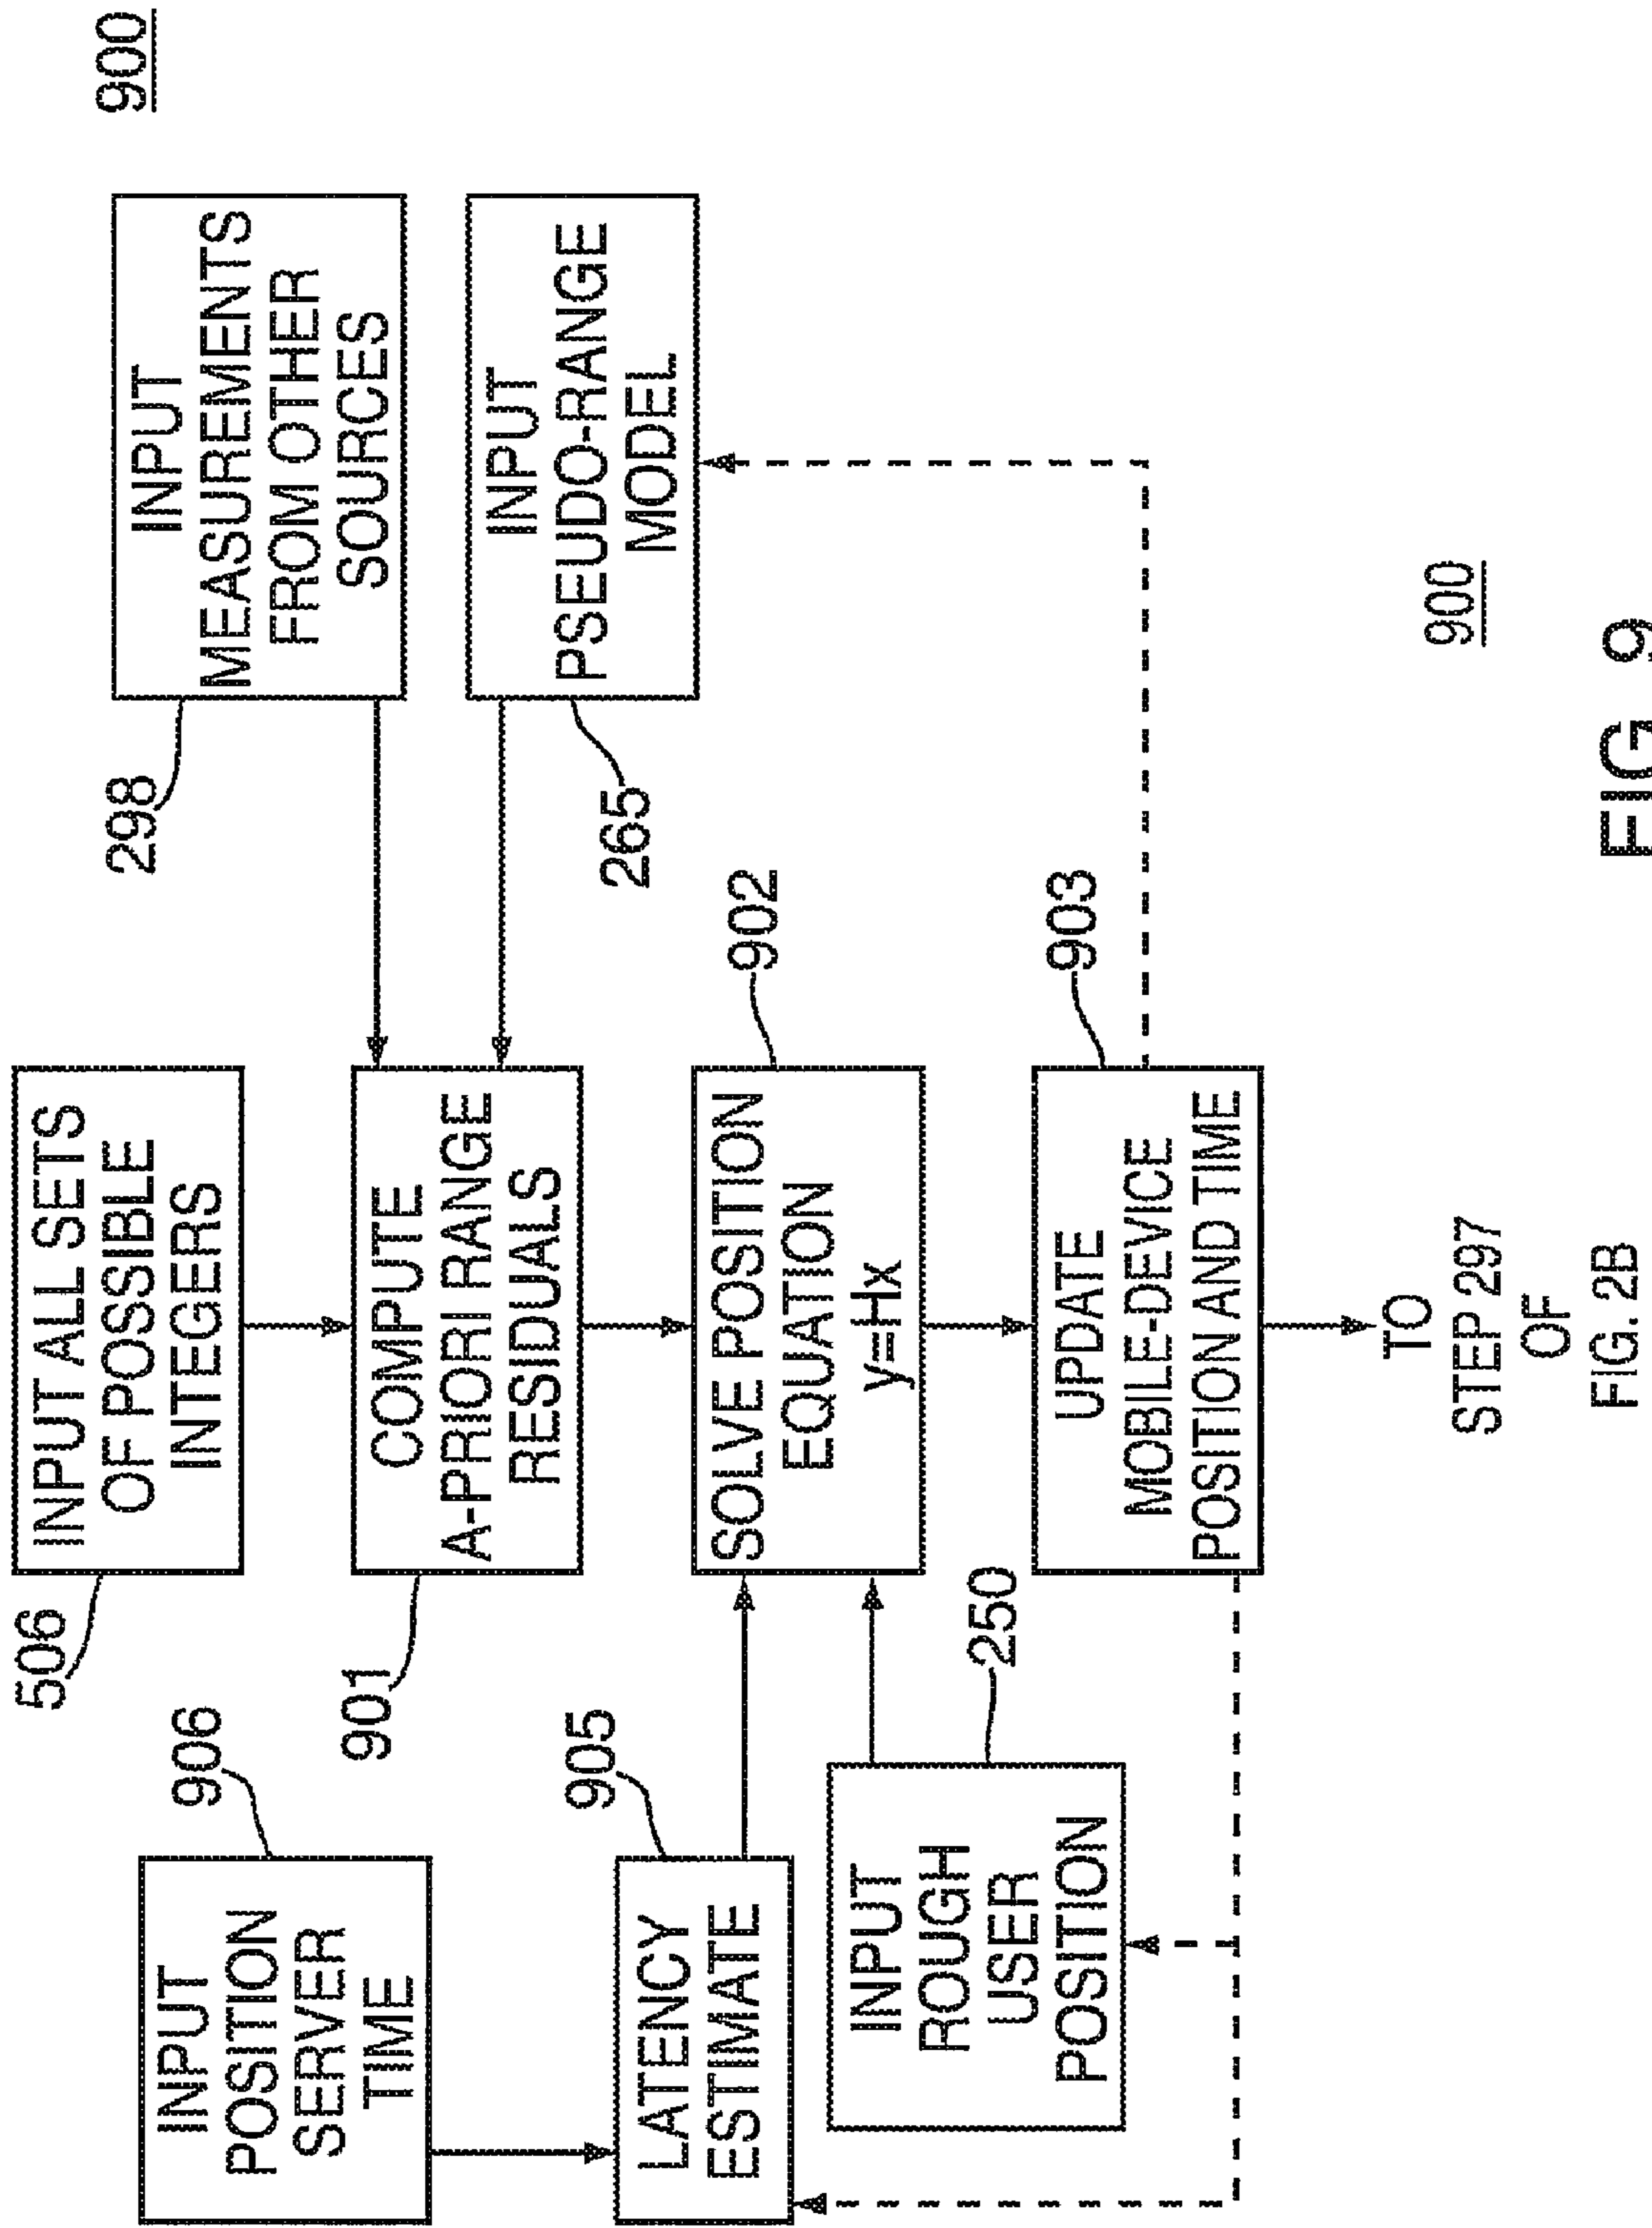 900
INPUT ALL SETS
OF POSSIBLE
INTEGERS
506
INPUT
MEASUREMENTS
FROM OTHER
SOURCES
298
INPUT
POSITION
SERVER
TIME
906
COMPUTE
A-PRIORI RANGE
RESIDUALS
901
INPUT
PSEUDO-RANGE
MODEL
265
LATENCY
ESTIMATE
905
SOLVE POSITION
EQUATION
y=Hx
902
INPUT
ROUGH
USER
POSITION
250
UPDATE
MOBILE-DEVICE
POSITION AND TIME
903
TO
STEP 297
OF
FIG. 2B
900
FIG. 9